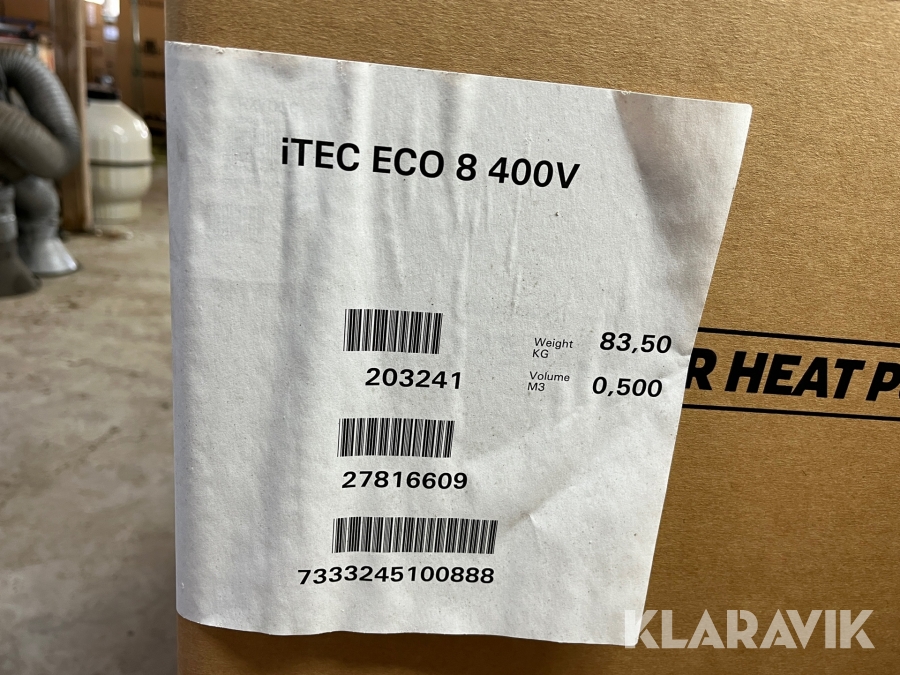 iTEC ECO 8 400V
203241
Weight KG 83,50
Volume M3 0,500
27816609
7333245100888
R HEAT P
KLARAVIK